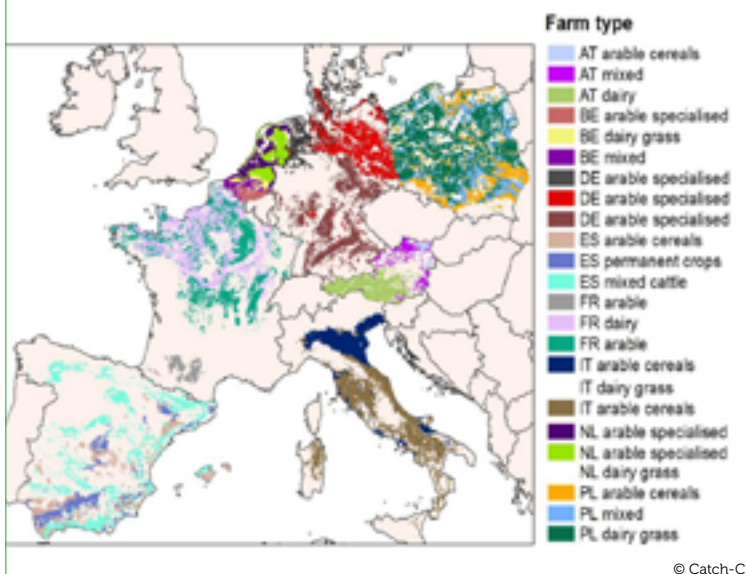 Farm type
AT arable cereals
AT mixed
AT dairy
BE arable specialised
BE dairy grass
BE mixed
DE arable specialised
DE arable specialised
DE arable specialised
ES arable cereals
ES permanent crops
ES mixed cattle
FR arable
FR dairy
FR arable
IT arable cereals
IT dairy grass
IT arable cereals
NL arable specialised
NL arable specialised
NL dairy grass
PL arable cereals
PL mixed
PL dairy grass
© Catch-C